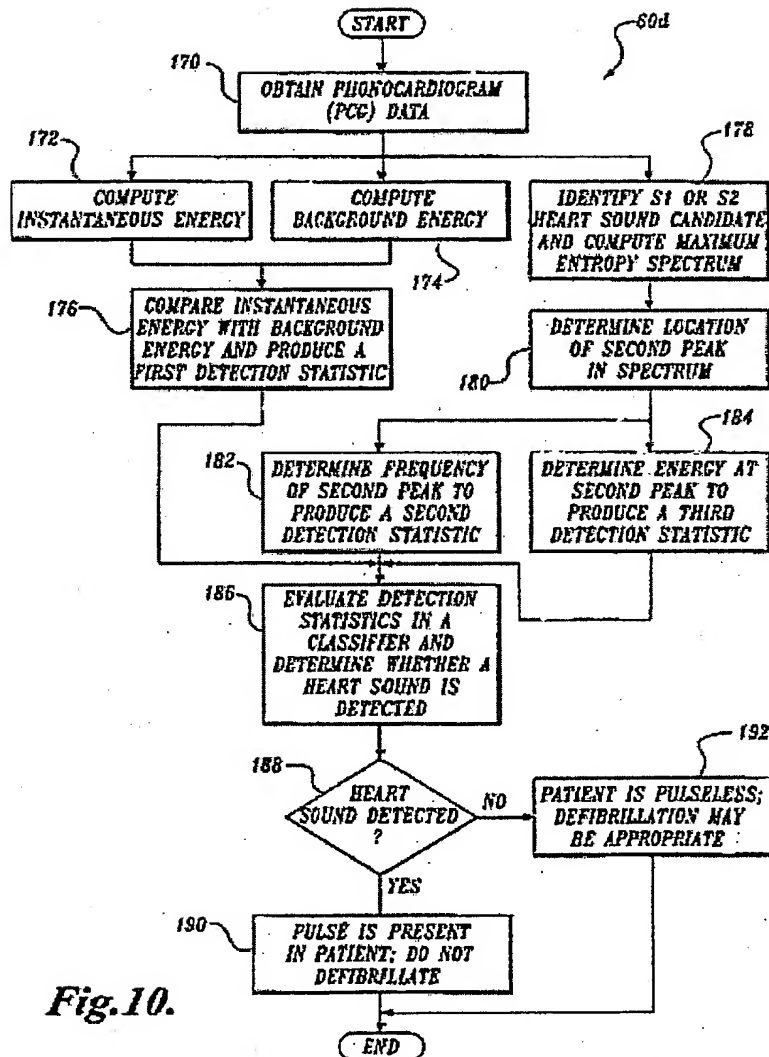 START
60d
170
OBTAIN PHONOCARDIOGRAM
(PCG) DATA
172
COMPUTE
INSTANTANEOUS ENERGY
COMPUTE
BACKGROUND ENERGY
174
178
IDENTIFY S1 OR S2
HEART SOUND CANDIDATE
AND COMPUTE MAXIMUM
ENTROPY SPECTRUM
176
COMPARE INSTANTANEOUS
ENERGY WITH BACKGROUND
ENERGY AND PRODUCE A
FIRST DETECTION STATISTIC
DETERMINE LOCATION
OF SECOND PEAK
IN SPECTRUM
180
182
DETERMINE FREQUENCY
OF SECOND PEAK TO
PRODUCE A SECOND
DETECTION STATISTIC
184
DETERMINE ENERGY AT
SECOND PEAK TO
PRODUCE A THIRD
DETECTION STATISTIC
186
EVALUATE DETECTION
STATISTICS IN A
CLASSIFIER AND
DETERMINE WHETHER A
HEART SOUND IS
DETECTED
188
HEART
SOUND DETECTED
?
NO
192
PATIENT IS PULSELESS;
DEFIBRILLATION MAY
BE APPROPRIATE
YES
190
PULSE IS PRESENT
IN PATIENT; DO NOT
DEFIBRILLATE
Fig.10.
END